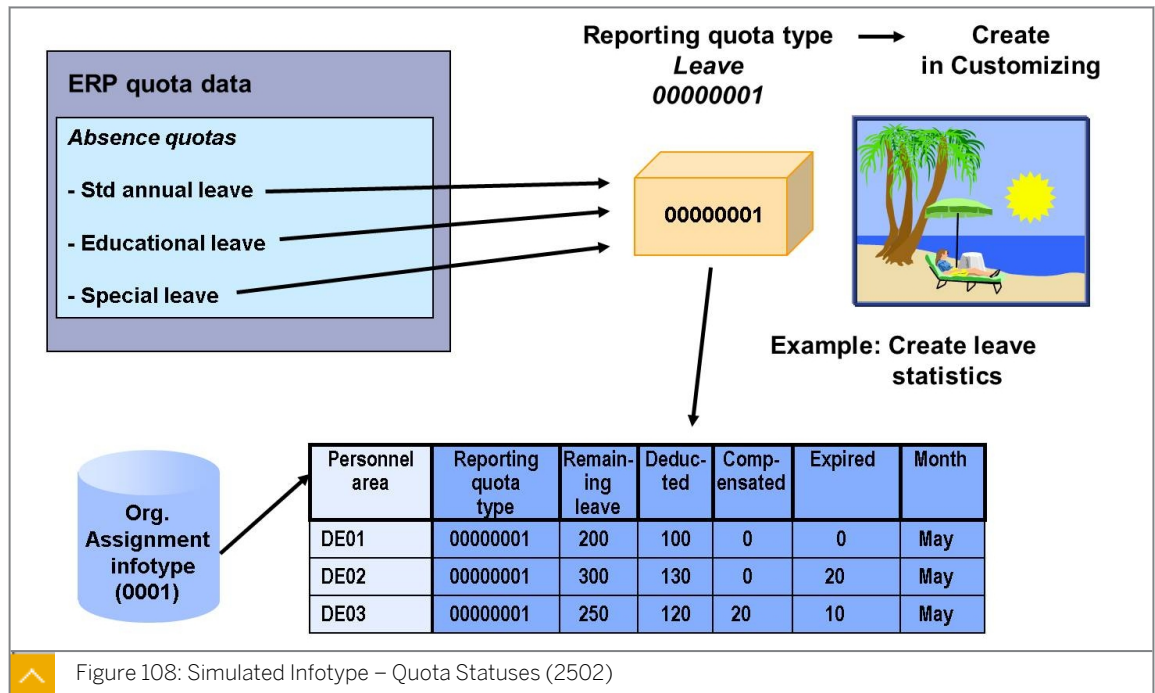 Reporting quota type
Leave
00000001
Create
in Customizing
ERP quota data
Absence quotas
- Std annual leave
- Educational leave
- Special leave
00000001
Example: Create leave
statistics
Org.
Assignment
infotype
(0001)
Personnel area Reporting quota type Remain-ing leave Deduc-ted Comp-ensated Expired Month
DE01 00000001 200 100 0 0 May
DE02 00000001 300 130 0 20 May
DE03 00000001 250 120 20 10 May
Figure 108: Simulated Infotype – Quota Statuses (2502)